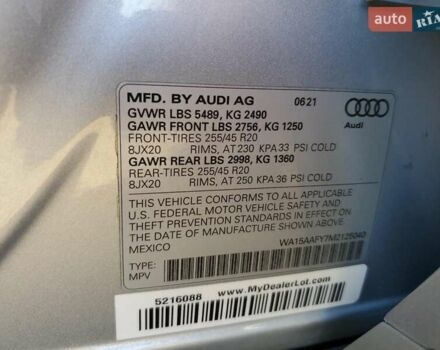 auto.RIA
MFD. BY AUDI AG 0621
GVWR LBS 5489, KG 2490
GAWR FRONT LBS 2756, KG 1250
FRONT-TIRES 255/45 R20
8JX20 RIMS, AT 230 KPA 33 PSI COLD
GAWR REAR LBS 2998, KG 1360
REAR-TIRES 255/45 R20
8JX20 RIMS, AT 250 KPA 36 PSI COLD
Audi
THIS VEHICLE CONFORMS TO ALL APPLICABLE
U.S. FEDERAL MOTOR VEHICLE SAFETY, BUMPER, AND
THEFT PREVENTION STANDARDS IN EFFECT ON
THE DATE OF MANUFACTURE SHOWN ABOVE.
MEXICO
WA15AAFY7M2125040
TYPE:
MPV
5216088 www.MyDealerLot.com